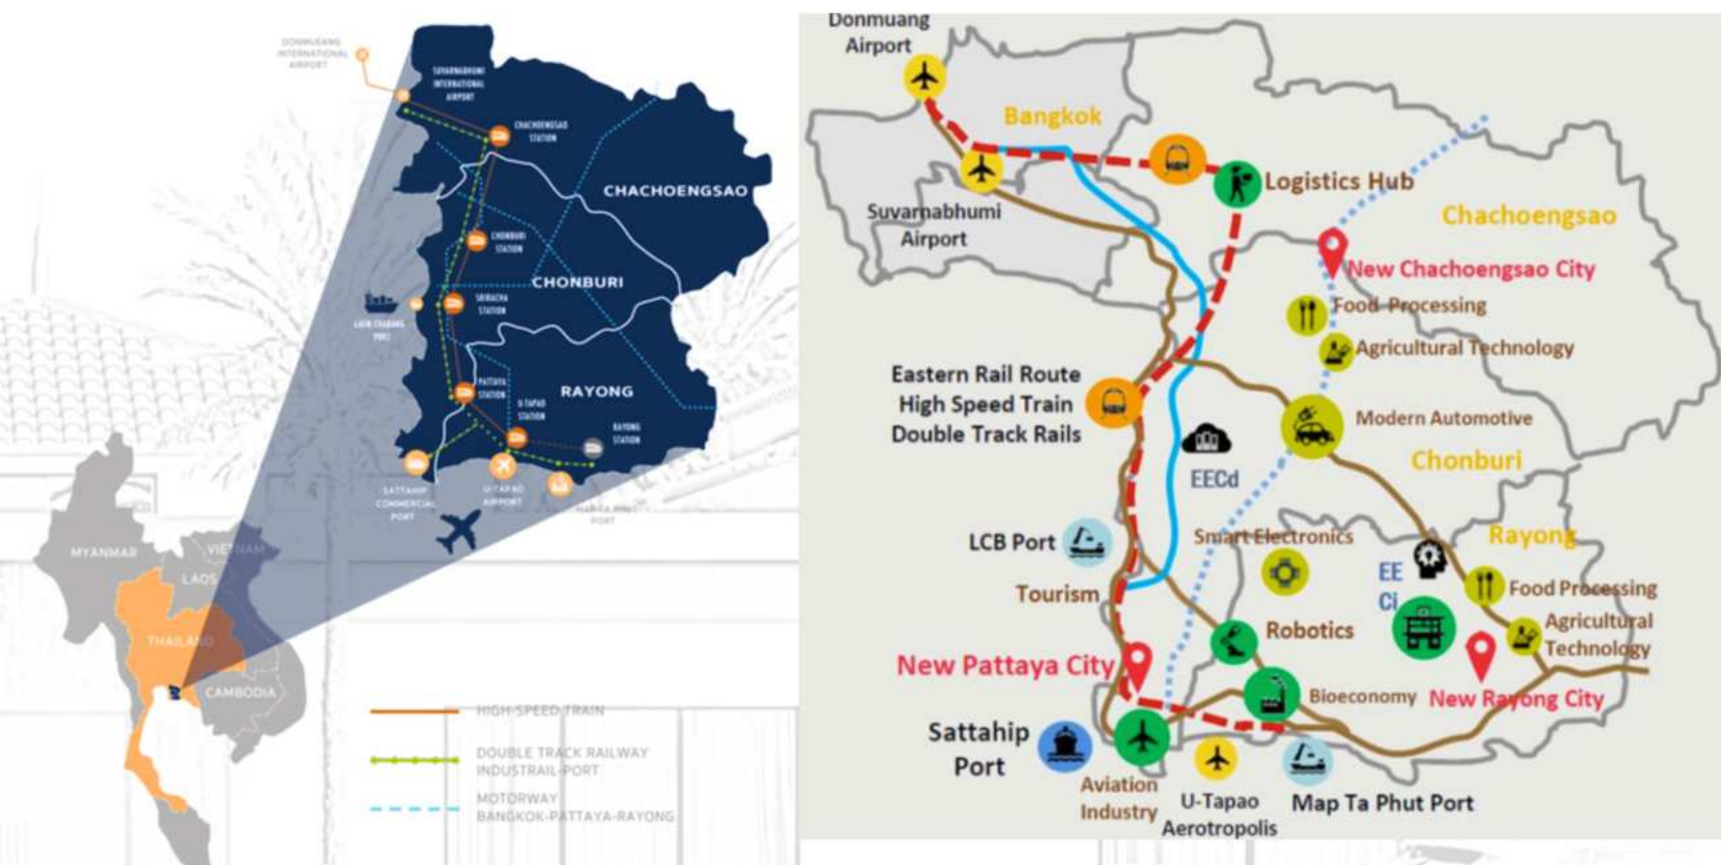 DONMUEANG
INTERNATIONAL
AIRPORT
SUVARNABHUMI
INTERNATIONAL
AIRPORT
CHACHOENGSAO
STATION
CHACHOENGSAO
CHONBURI
STATION
CHONBURI
SRIRACHA
STATION
LAEM CHABANG
PORT
PATTAYA
STATION
RAYONG
U-TAPAO
STATION
RAYONG
STATION
SATTAHIP
COMMERCIAL
PORT
U-TAPAO
AIRPORT
PORT
MYANMAR
VIETNAM
LAOS
THAILAND
CAMBODIA
HIGH-SPEED TRAIN
DOUBLE TRACK RAILWAY
INDUSTRAIL-PORT
MOTORWAY
BANGKOK-PATTAYA-RAYONG
Donmuang
Airport
Bangkok
Logistics Hub
Suvarnabhumi
Airport
Chachoengsao
New Chachoengsao City
Food Processing
Agricultural Technology
Eastern Rail Route
High Speed Train
Double Track Rails
Modern Automotive
Chonburi
EECd
LCB Port
Smart Electronics
Rayong
EE
Ci
Food Processing
Tourism
Agricultural
Technology
Robotics
New Pattaya City
Bioeconomy
New Rayong City
Sattahip
Port
Aviation
Industry
U-Tapao
Aerotropolis
Map Ta Phut Port